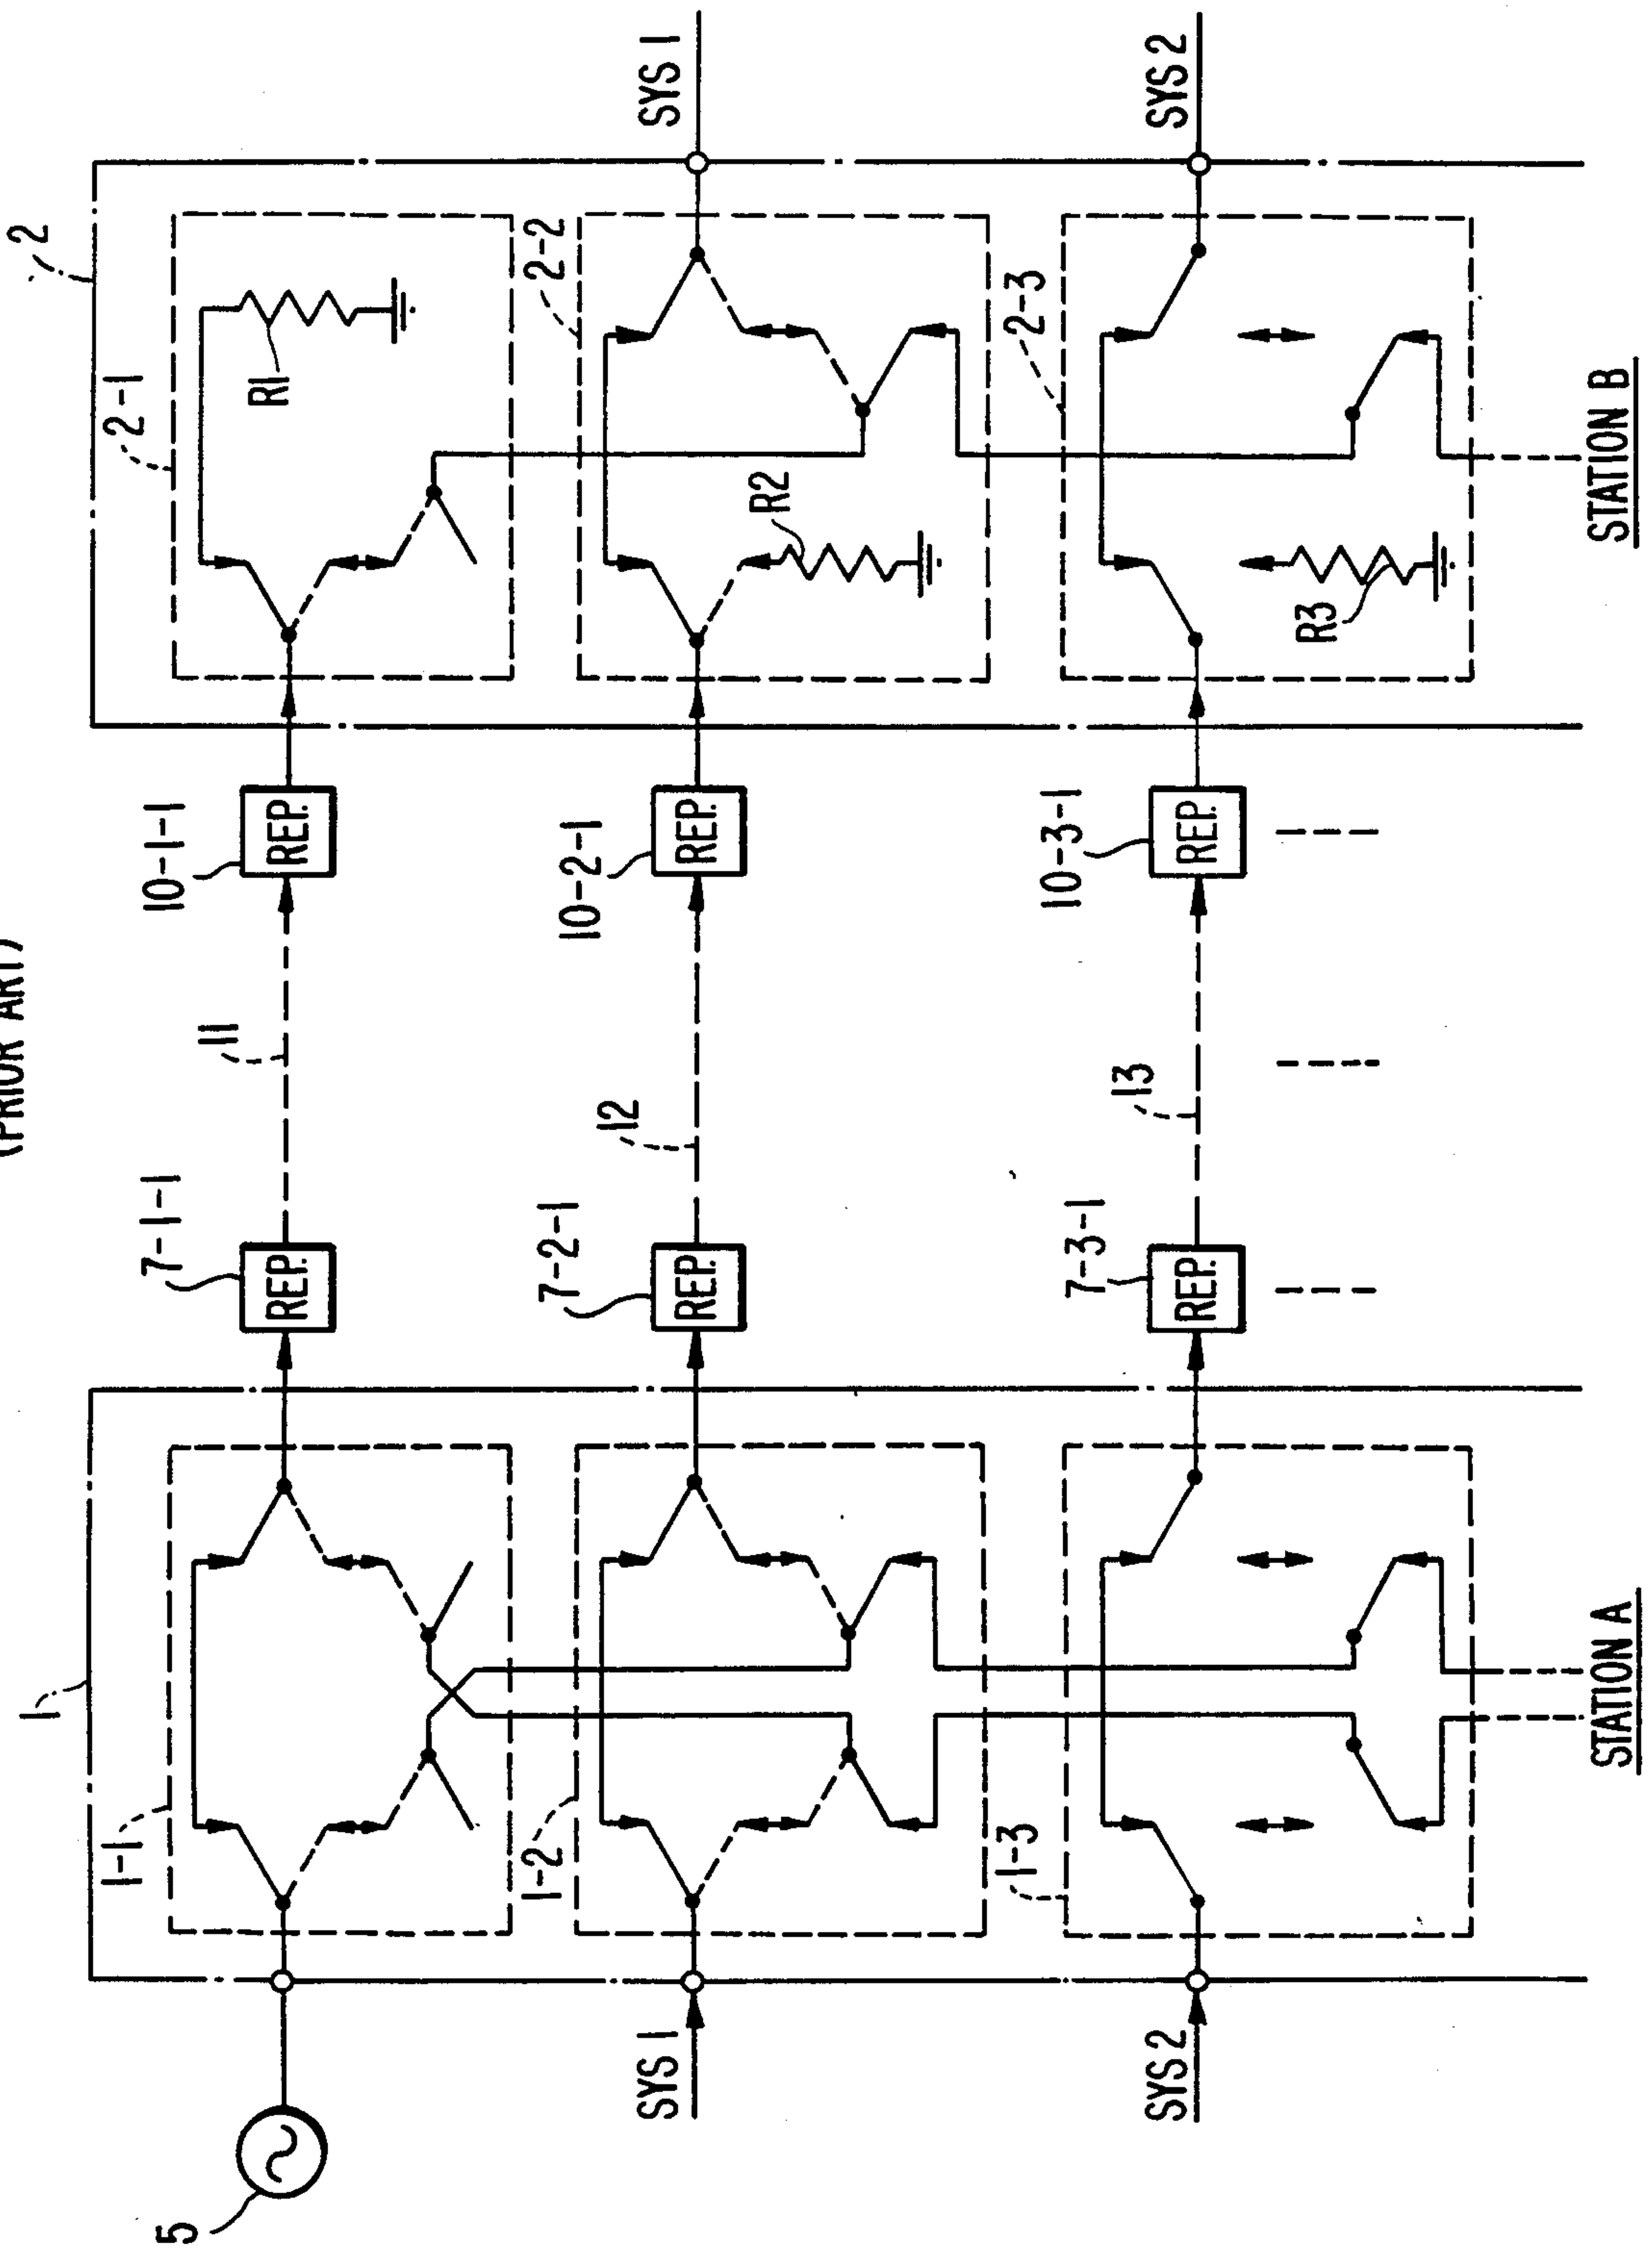 (PRIOR ART)
2
2-1
R1
2-2
R2
2-3
R3
SYS 1
SYS 2
STATION B
10-1-1
REP.
10-2-1
REP.
10-3-1
REP.
11
12
13
7-1-1
REP.
7-2-1
REP.
7-3-1
REP.
1
1-1
1-2
1-3
STATION A
5
SYS 1
SYS 2